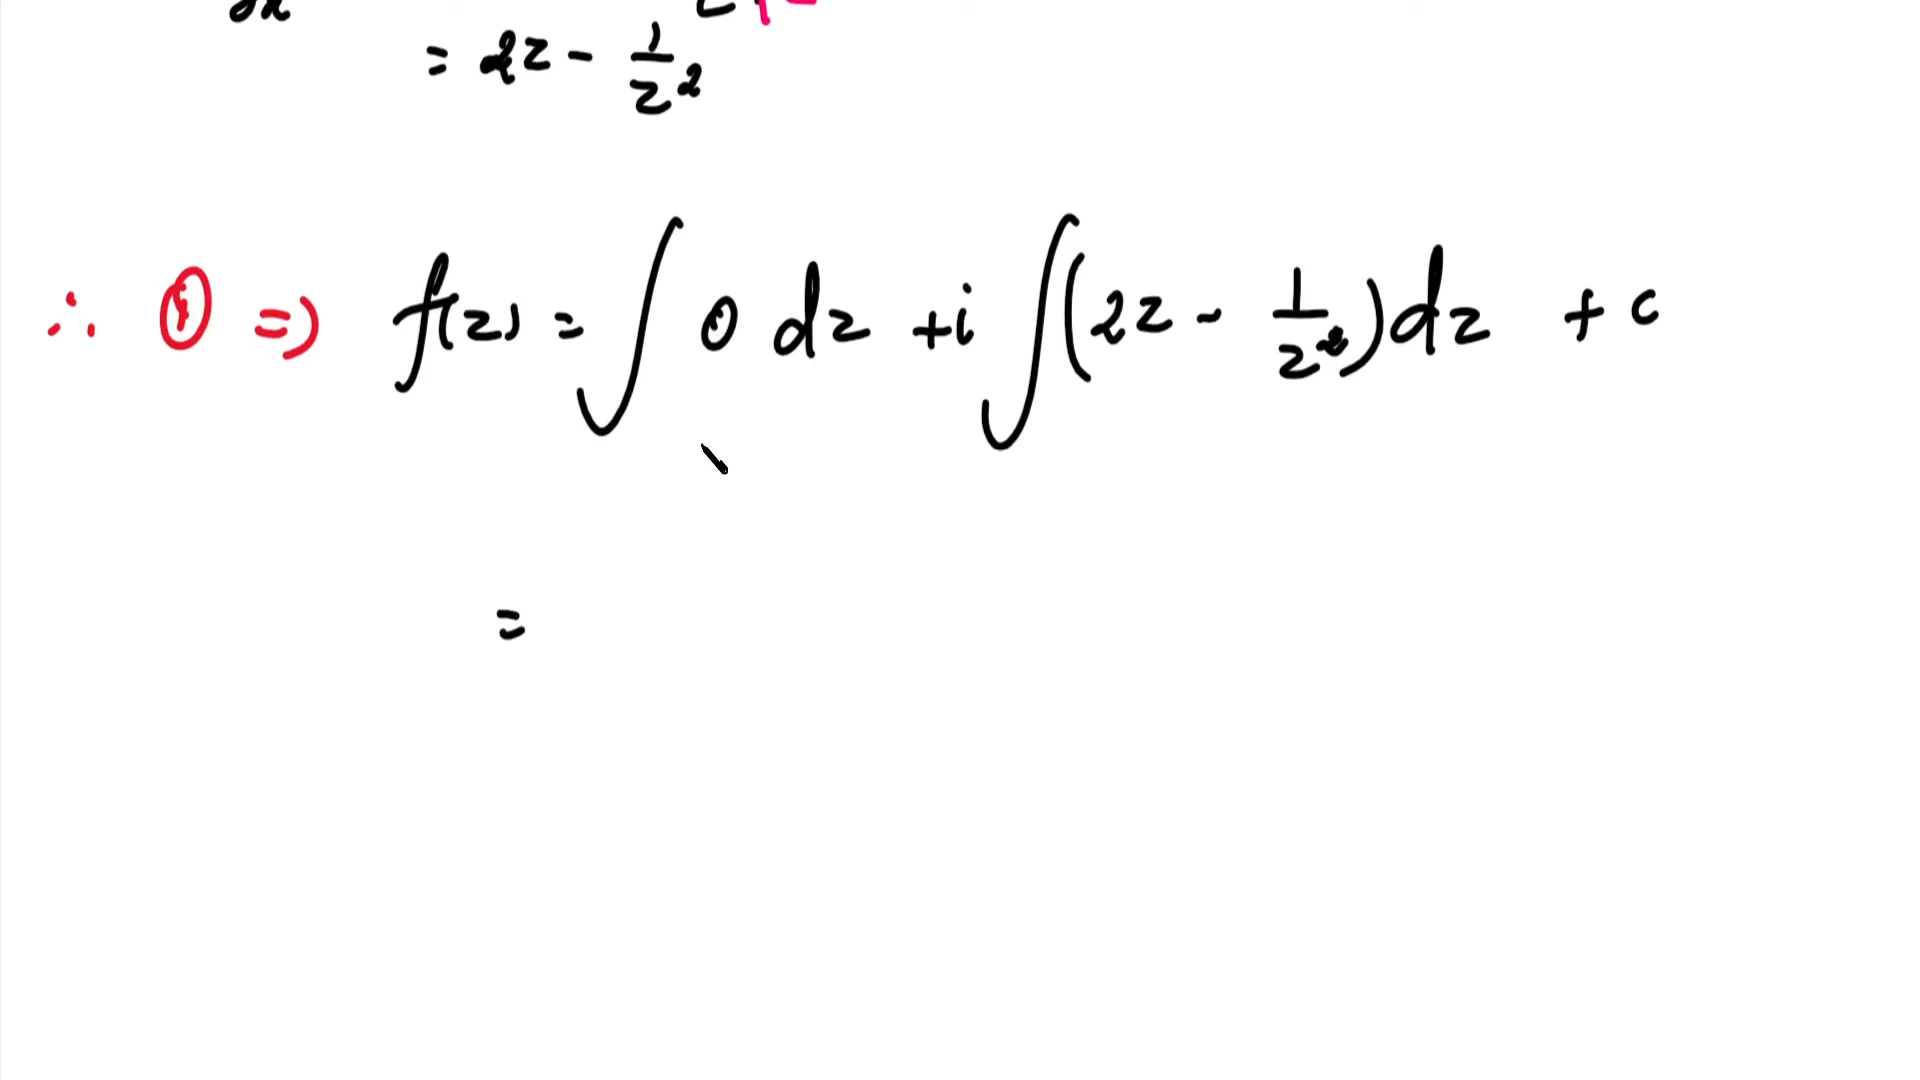 = 2z - 1/z²
∴ ① => f(z) = ∫ 0 dz + i ∫ (2z - 1/z²) dz + c
=